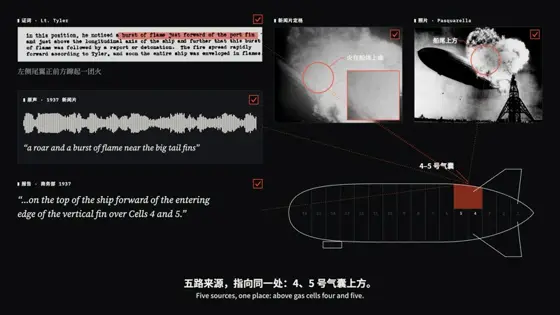 证词 · Lt. Tyler
in this position, he noticed a burst of flame just forward of the port fin
and just above the longitudinal axis of the ship and further that this burst
of flame was followed by a report or detonation. The fire spread rapidly
forward according to Tyler, and soon the entire ship was enveloped in flames
左侧尾翼正前方腾起一团火
原声 · 1937 新闻片
“a roar and a burst of flame near the big tail fins”
报告 · 商务部 1937
“...on the top of the ship forward of the entering
edge of the vertical fin over Cells 4 and 5.”
新闻片定格
照片 · Pasquarella
船尾上方
4–5 号气囊
5 4
五路来源，指向同一处：4、5 号气囊上方。
Five sources, one place: above gas cells four and five.